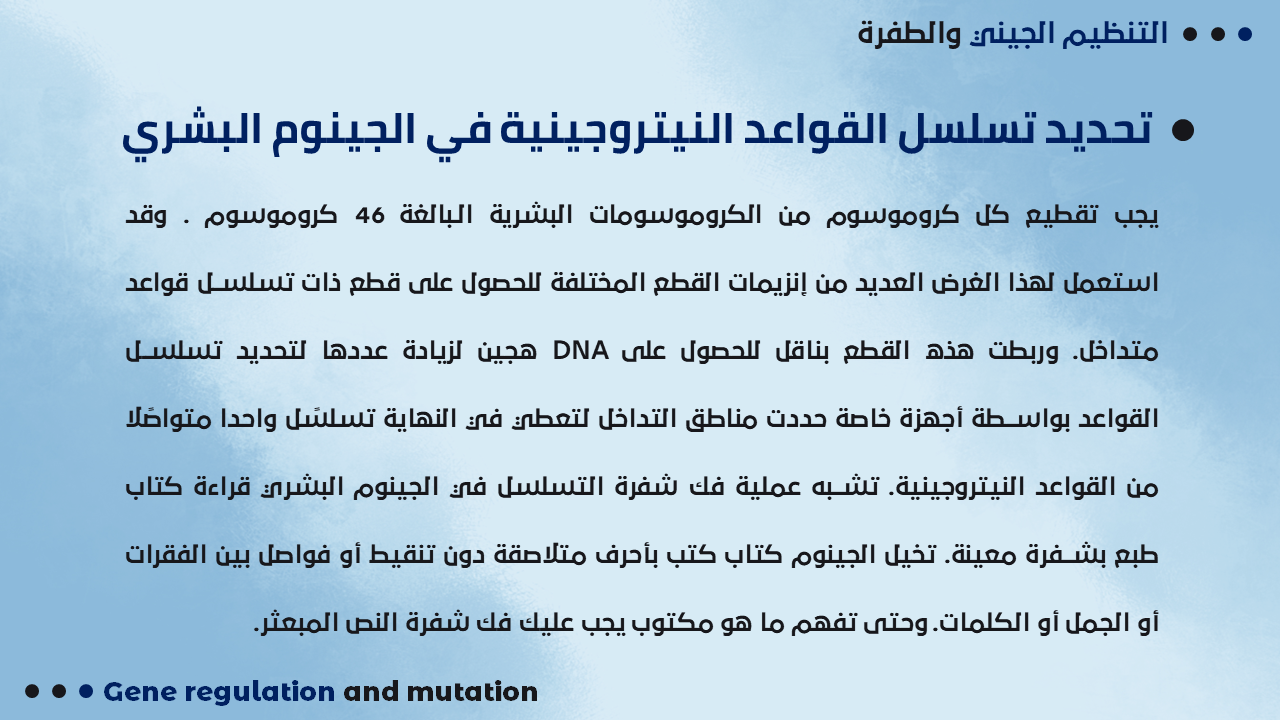 التنظيم الجيني والطفرة
تحديد تسلسل القواعد النيتروجينية في الجينوم البشري
يجب تقطيع كل كروموسوم من الكروموسومات البشرية البالغة 46 كروموسوم . وقد
استعمل لهذا الغرض العديد من إنزيمات القطع المختلفة للحصول على قطع ذات تسلسل قواعد
متداخل. وربطت هذه القطع بناقل للحصول على DNA هجين لزيادة عددها لتحديد تسلسل
القواعد بواسطة أجهزة خاصة حددت مناطق التداخل لتعطي في النهاية تسلسًل واحدا متواصًلا
من القواعد النيتروجينية. تشبه عملية فك شفرة التسلسل في الجينوم البشري قراءة كتاب
طبع بشفرة معينة. تخيل الجينوم كتاب كتب بأحرف متلاصقة دون تنقيط أو فواصل بين الفقرات
أو الجمل أو الكلمات. وحتى تفهم ما هو مكتوب يجب عليك فك شفرة النص المبعثر.
Gene regulation and mutation